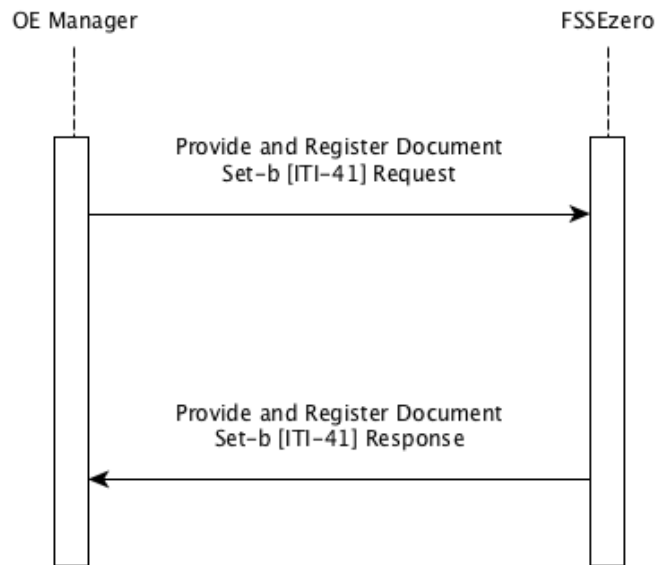 OE Manager
FSSEzero
Provide and Register Document
Set-b [ITI-41] Request
Provide and Register Document
Set-b [ITI-41] Response